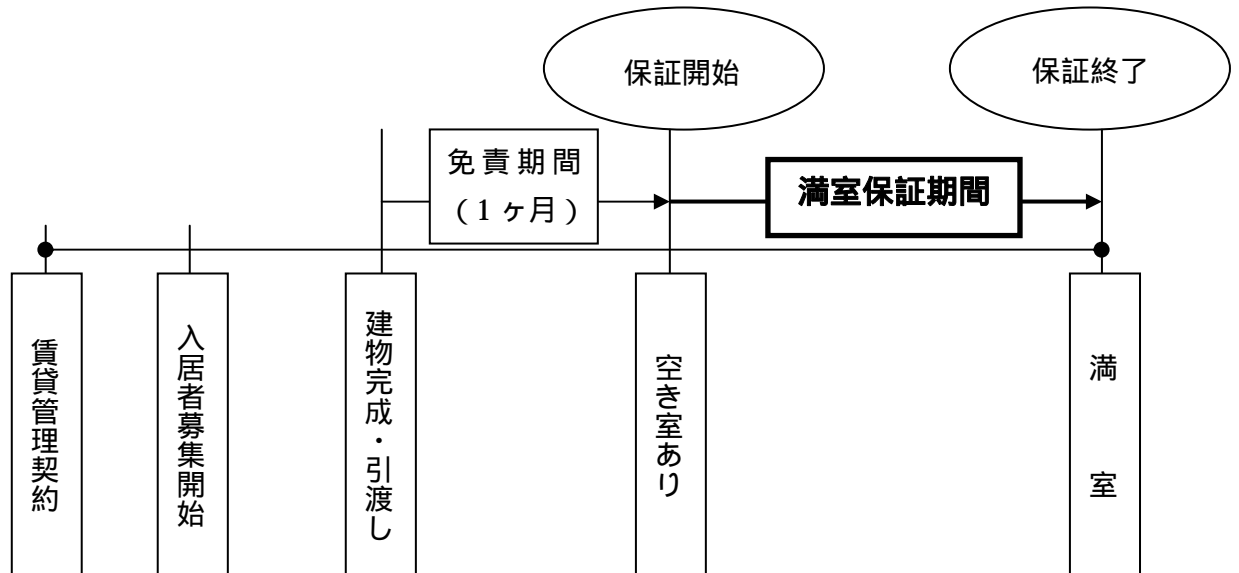 保証開始
保証終了
免責期間
（1ヶ月）
満室保証期間
賃貸管理契約
入居者募集開始
建物完成・引渡し
空き室あり
満室